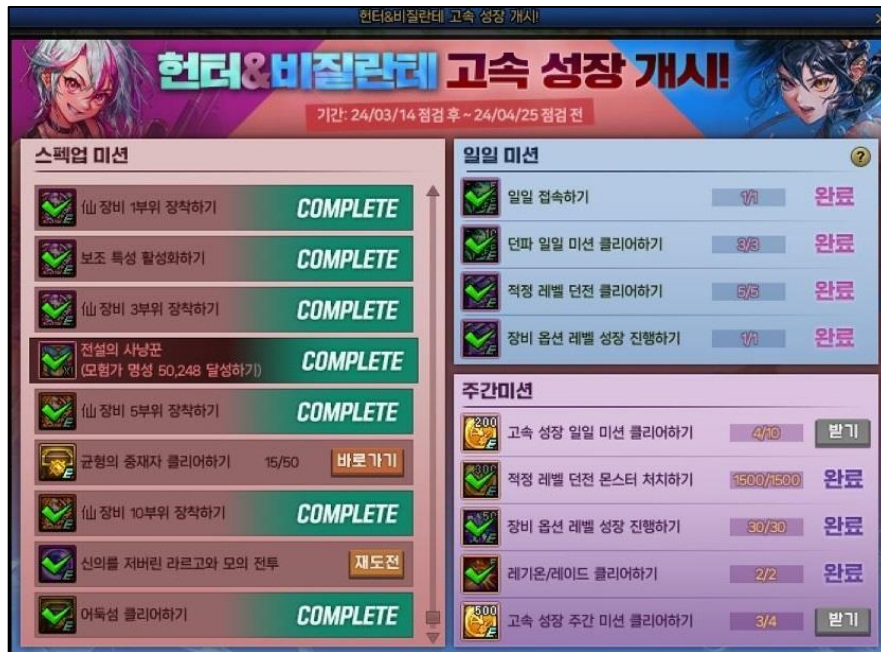 헌터&비질란테 고속 성장 개시!
헌터&비질란테 고속 성장 개시!
기간: 24/03/14 점검 후 ~ 24/04/25 점검 전
스펙업 미션
仙 장비 1부위 장착하기 COMPLETE
보조 특성 활성화하기 COMPLETE
仙 장비 3부위 장착하기 COMPLETE
전설의 사냥꾼
(모험가 명성 50,248 달성하기) COMPLETE
仙 장비 5부위 장착하기 COMPLETE
균형의 중재자 클리어하기 15/50 바로가기
仙 장비 10부위 장착하기 COMPLETE
신의를 저버린 라르고와 모의 전투 재도전
어둑섬 클리어하기 COMPLETE
일일 미션 ?
일일 접속하기 1/1 완료
던파 일일 미션 클리어하기 3/3 완료
적정 레벨 던전 클리어하기 5/5 완료
장비 옵션 레벨 성장 진행하기 1/1 완료
주간미션
200 고속 성장 일일 미션 클리어하기 4/10 받기
300 적정 레벨 던전 몬스터 처치하기 1500/1500 완료
50 장비 옵션 레벨 성장 진행하기 30/30 완료
레기온/레이드 클리어하기 2/2 완료
500 고속 성장 주간 미션 클리어하기 3/4 받기